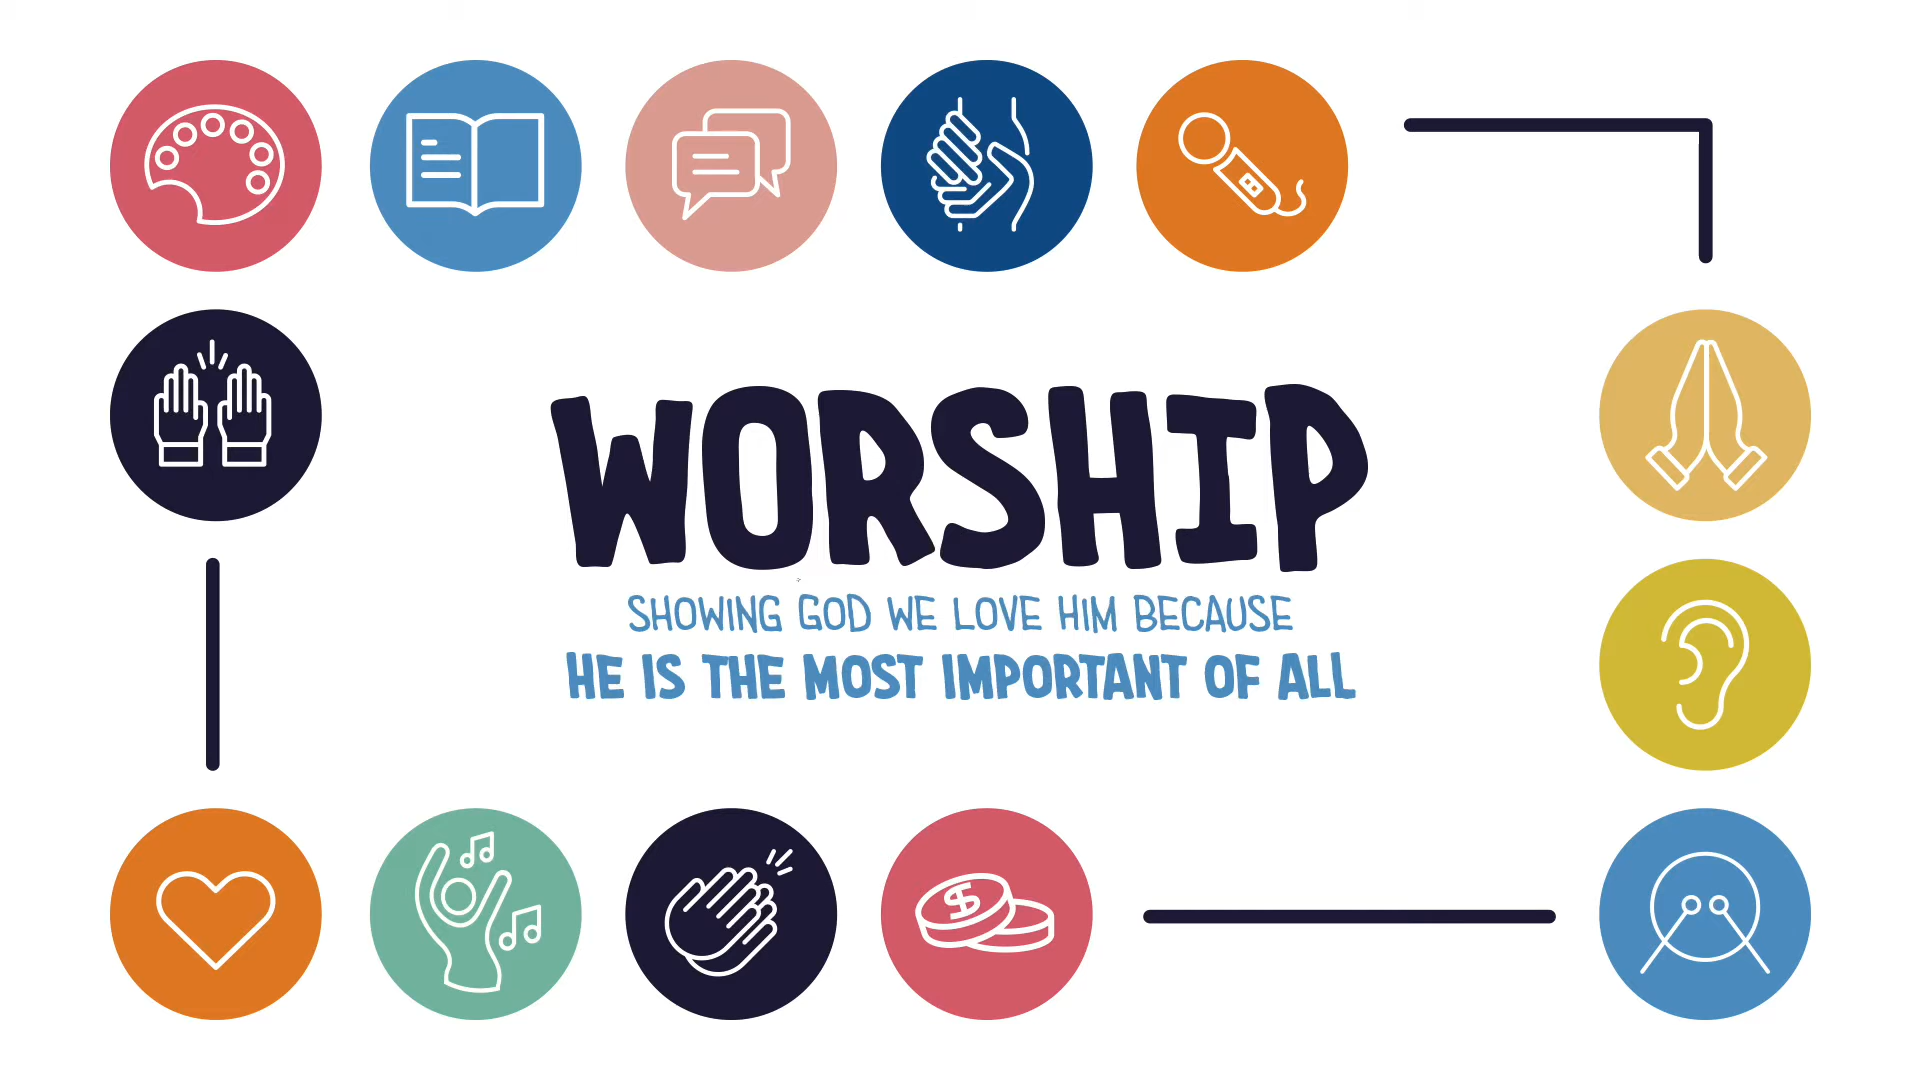 WORSHIP
SHOWING GOD WE LOVE HIM BECAUSE
HE IS THE MOST IMPORTANT OF ALL
$